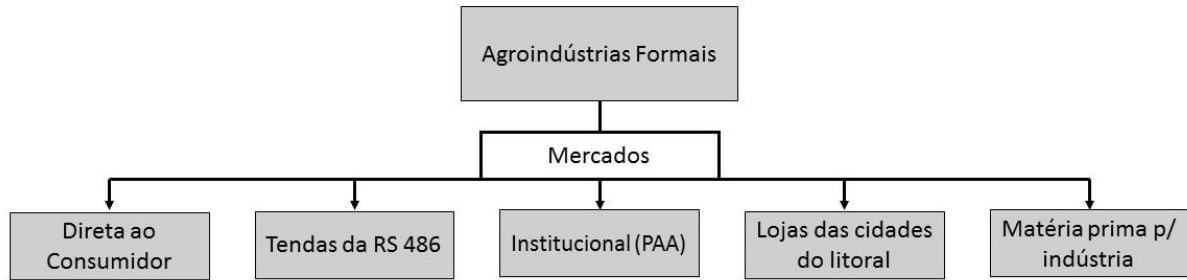 Agroindústrias Formais
Mercados
Direta ao
Consumidor
Tendas da RS 486
Institucional (PAA)
Lojas das cidades
do litoral
Matéria prima p/
indústria